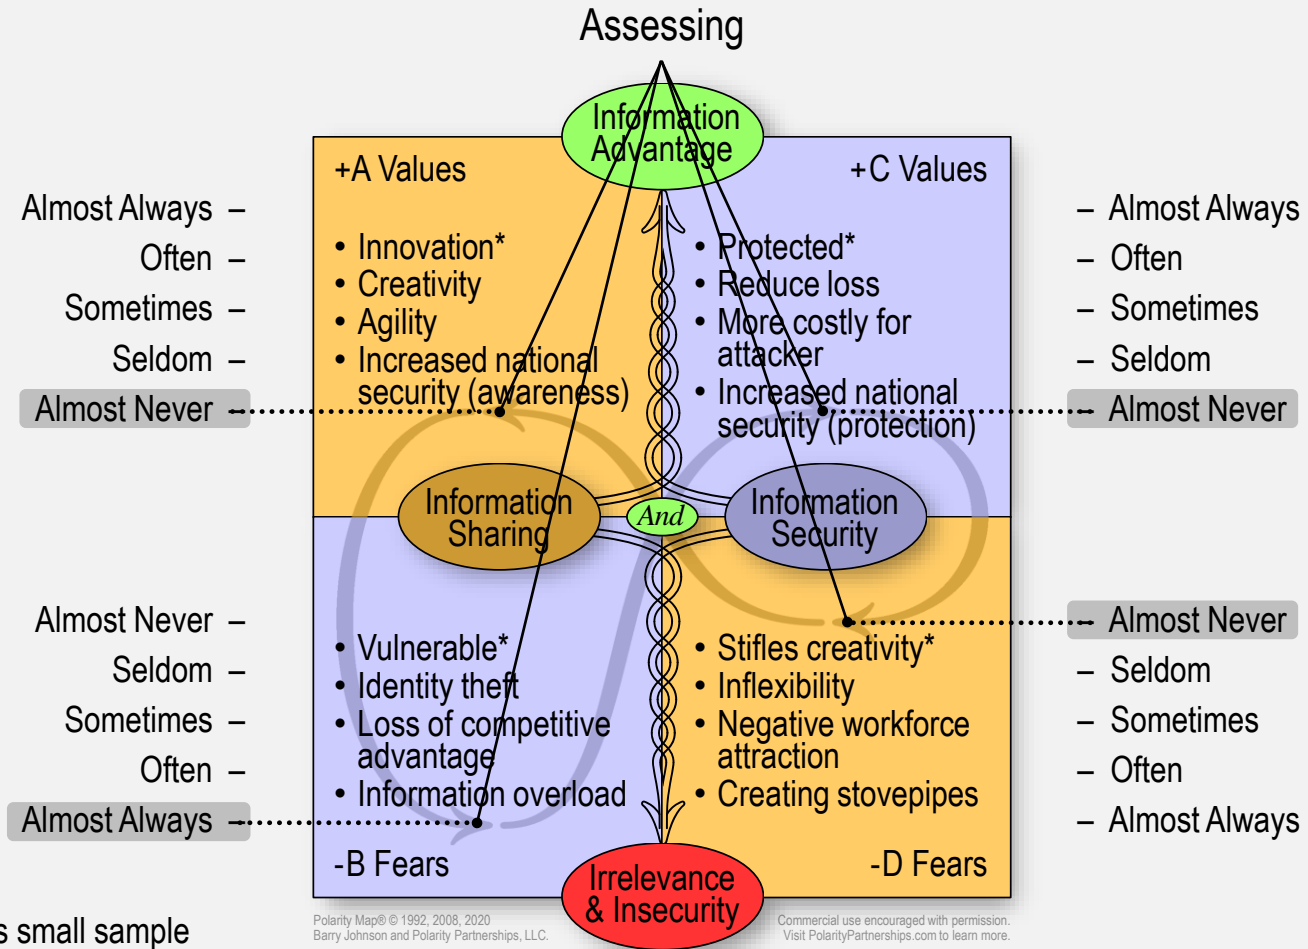 Assessing
Information
Advantage
+A Values
+C Values
Almost Always –
Often –
Sometimes –
Seldom –
Almost Never –
• Innovation*
• Creativity
• Agility
• Increased national
security (awareness)
• Protected*
• Reduce loss
• More costly for
attacker
• Increased national
security (protection)
– Almost Always
– Often
– Sometimes
– Seldom
– Almost Never
Information
Sharing
And
Information
Security
Almost Never –
Seldom –
Sometimes –
Often –
Almost Always –
• Vulnerable*
• Identity theft
• Loss of competitive
advantage
• Information overload
• Stifles creativity*
• Inflexibility
• Negative workforce
attraction
• Creating stovepipes
– Almost Never
– Seldom
– Sometimes
– Often
– Almost Always
-B Fears
-D Fears
Irrelevance
& Insecurity
small sample
Polarity Map® © 1992, 2008, 2020
Barry Johnson and Polarity Partnerships, LLC.
Commercial use encouraged with permission.
Visit PolarityPartnerships.com to learn more.